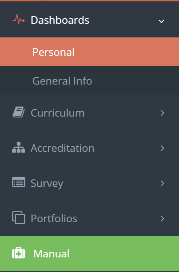 Dashboards
Personal
General Info
Curriculum
Accreditation
Survey
Portfolios
Manual